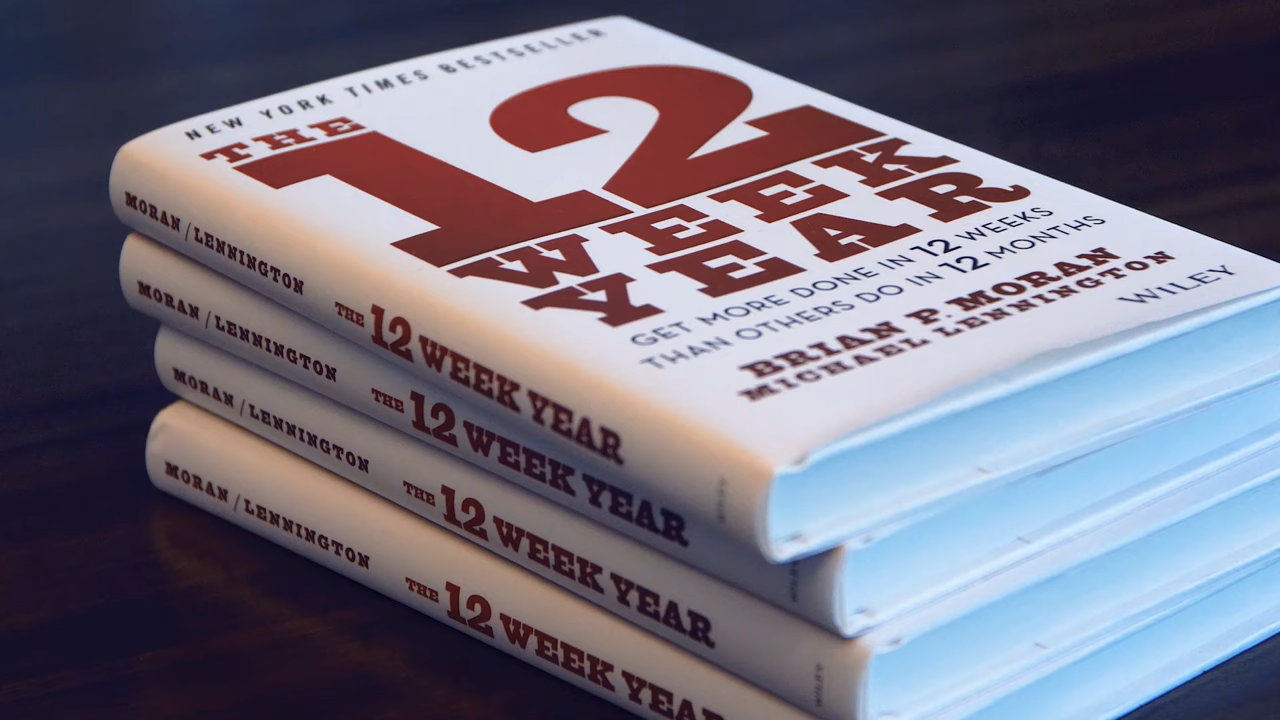 NEW YORK TIMES BESTSELLER
THE
12
WEEK
YEAR
GET MORE DONE IN 12 WEEKS
THAN OTHERS DO IN 12 MONTHS
BRIAN P. MORAN
MICHAEL LENNINGTON
WILEY
MORAN / LENNINGTON THE 12 WEEK YEAR
MORAN / LENNINGTON THE 12 WEEK YEAR
MORAN / LENNINGTON THE 12 WEEK YEAR WILEY
MORAN / LENNINGTON THE 12 WEEK YEAR